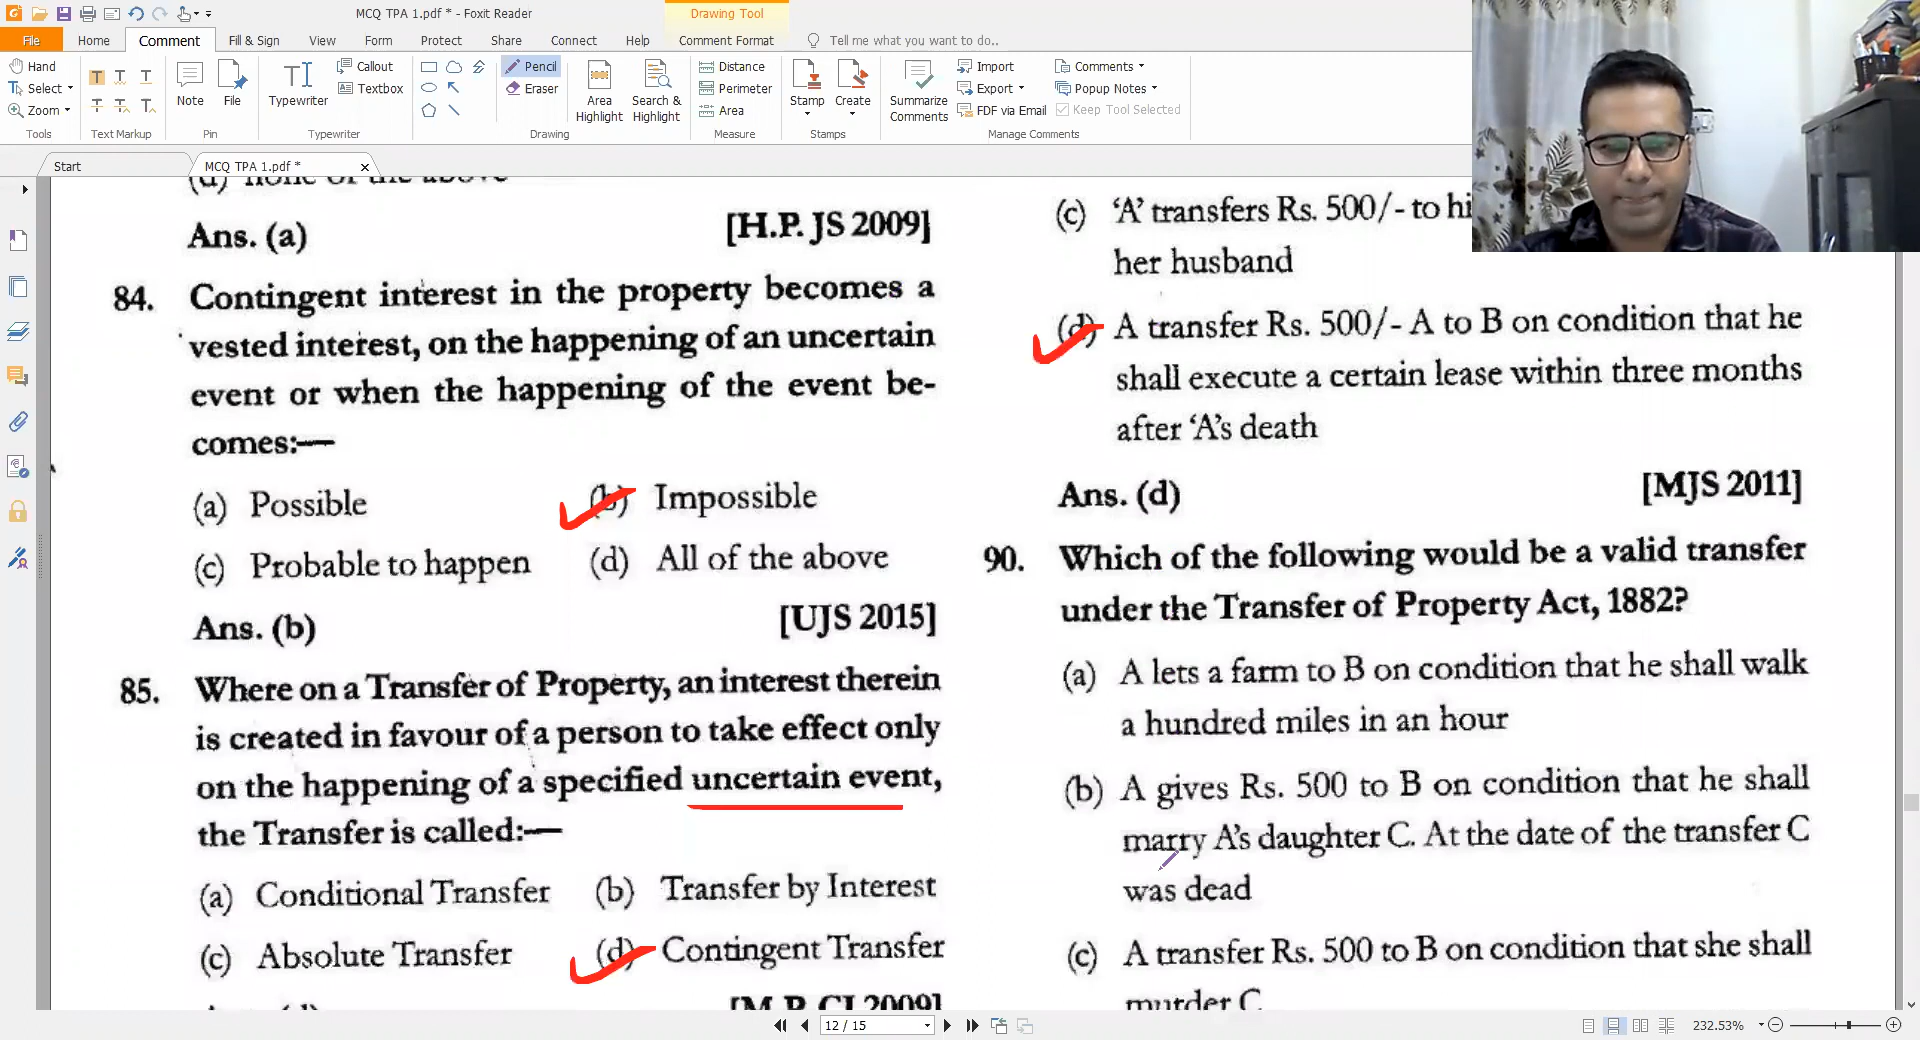 MCQ TPA 1.pdf * - Foxit Reader
Drawing Tool
File Home Comment Fill & Sign View Form Protect Share Connect Help Comment Format Tell me what you want to do..
Hand
Select
Zoom
Tools
Text Markup
Note
File
Pin
Typewriter
Callout
Textbox
Typewriter
Pencil
Eraser
Drawing
Area Highlight
Search & Highlight
Distance
Perimeter
Area
Measure
Stamp
Create
Stamps
Summarize Comments
Import
Export
FDF via Email
Comments
Popup Notes
Keep Tool Selected
Manage Comments
Start
MCQ TPA 1.pdf *
(d) none of the above
Ans. (a) [H.P. JS 2009]
84. Contingent interest in the property becomes a
vested interest, on the happening of an uncertain
event or when the happening of the event be-
comes:—
(a) Possible (b) Impossible
(c) Probable to happen (d) All of the above
Ans. (b) [UJS 2015]
85. Where on a Transfer of Property, an interest therein
is created in favour of a person to take effect only
on the happening of a specified uncertain event,
the Transfer is called:—
(a) Conditional Transfer (b) Transfer by Interest
(c) Absolute Transfer (d) Contingent Transfer
[M.P. CJ 2009]
(c) 'A' transfers Rs. 500/- to hi
her husband
(d) A transfer Rs. 500/- A to B on condition that he
shall execute a certain lease within three months
after 'A's death
Ans. (d) [MJS 2011]
90. Which of the following would be a valid transfer
under the Transfer of Property Act, 1882?
(a) A lets a farm to B on condition that he shall walk
a hundred miles in an hour
(b) A gives Rs. 500 to B on condition that he shall
marry A's daughter C. At the date of the transfer C
was dead
(c) A transfer Rs. 500 to B on condition that she shall
murder C
12 / 15
232.53%